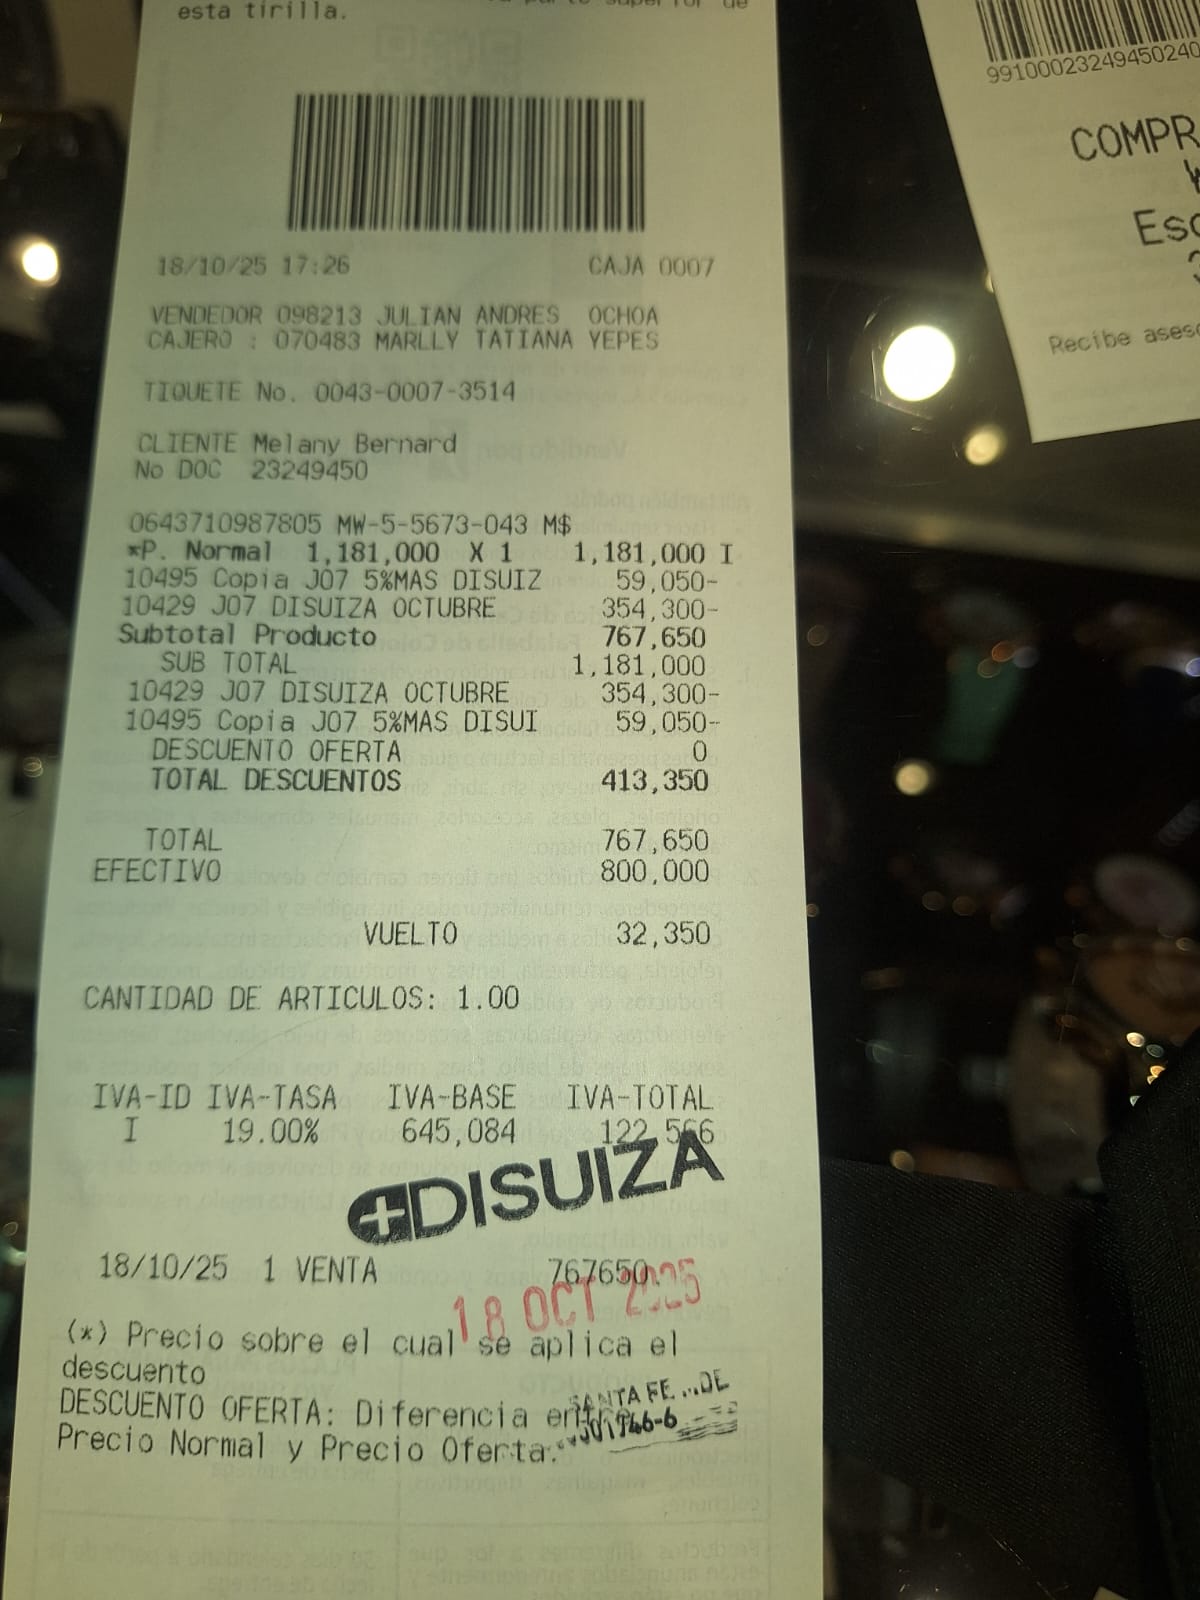 esta tirilla.
18/10/25 17:26 CAJA 0007
VENDEDOR 098213 JULIAN ANDRES OCHOA
CAJERO : 070483 MARLLY TATIANA YEPES
TIQUETE No. 0043-0007-3514
CLIENTE Melany Bernard
No DOC 23249450
0643710987805 MW-5-5673-043 M$
*P. Normal 1,181,000 X 1 1,181,000 I
10495 Copia J07 5%MAS DISUIZ 59,050-
10429 J07 DISUIZA OCTUBRE 354,300-
Subtotal Producto 767,650
SUB TOTAL 1,181,000
10429 J07 DISUIZA OCTUBRE 354,300-
10495 Copia J07 5%MAS DISUI 59,050-
DESCUENTO OFERTA 0
TOTAL DESCUENTOS 413,350
TOTAL 767,650
EFECTIVO 800,000
VUELTO 32,350
CANTIDAD DE ARTICULOS: 1.00
IVA-ID IVA-TASA IVA-BASE IVA-TOTAL
I 19.00% 645,084 122,566
DISUIZA
18/10/25 1 VENTA 767650
18 OCT 2025
(*) Precio sobre el cual se aplica el
descuento
DESCUENTO OFERTA: Diferencia entre
Precio Normal y Precio Oferta.
SANTA FE
99100023249450240
COMPR
Esc
Recibe aseso